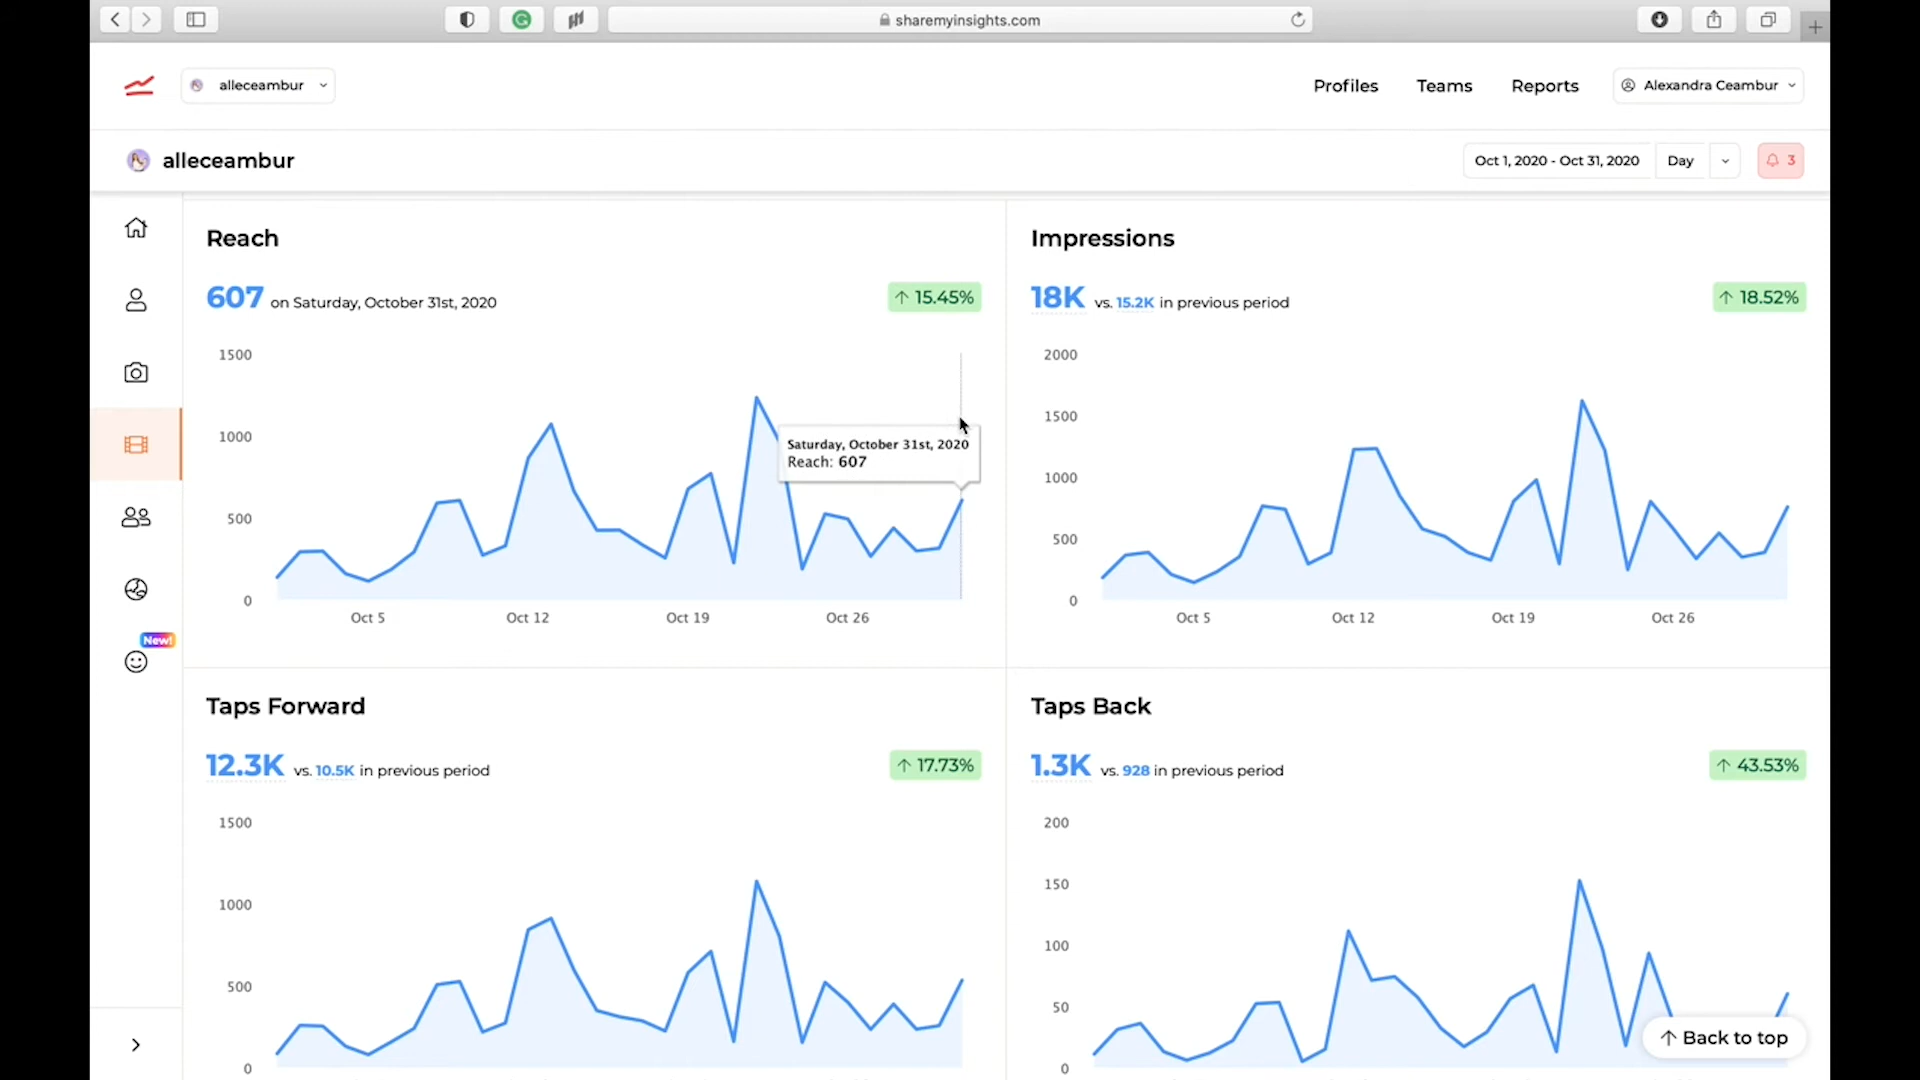 sharemyinsights.com
alleceambur
Profiles
Teams
Reports
Alexandra Ceambur
alleceambur
Oct 1, 2020 - Oct 31, 2020
Day
3
New!
Reach
607 on Saturday, October 31st, 2020
↑ 15.45%
1500
1000
500
0
Oct 5
Oct 12
Oct 19
Oct 26
Saturday, October 31st, 2020
Reach: 607
Impressions
18K vs. 15.2K in previous period
↑ 18.52%
2000
1500
1000
500
0
Oct 5
Oct 12
Oct 19
Oct 26
Taps Forward
12.3K vs. 10.5K in previous period
↑ 17.73%
1500
1000
500
0
Taps Back
1.3K vs. 928 in previous period
↑ 43.53%
200
150
100
50
0
↑ Back to top